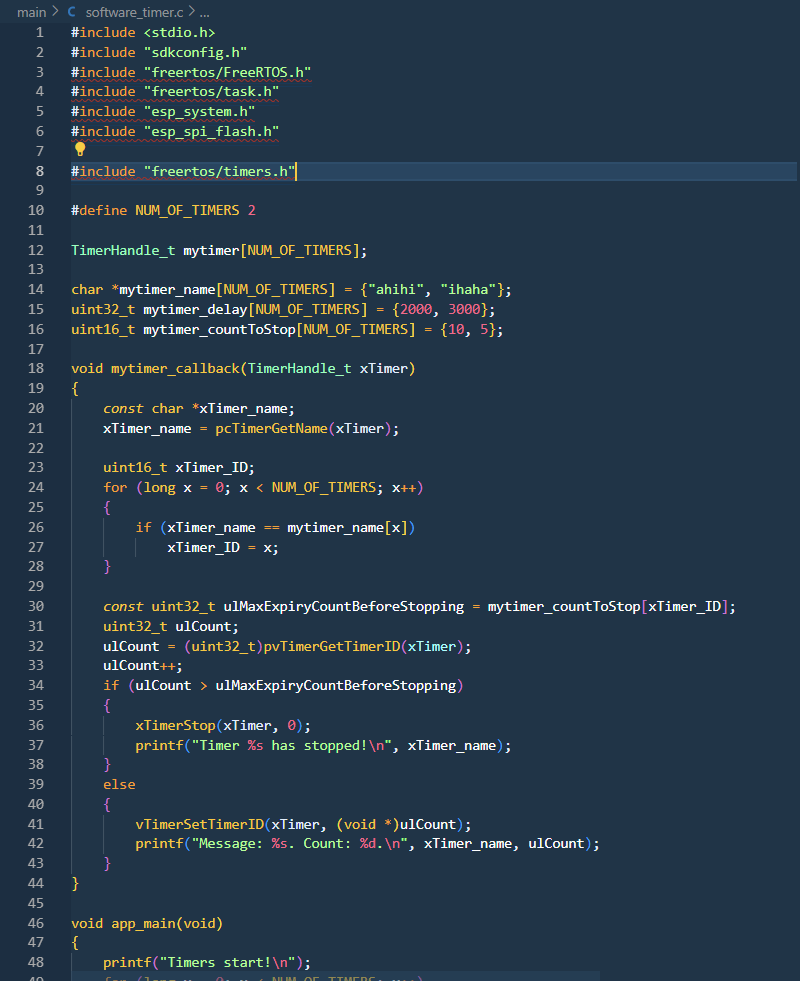 main > C software_timer.c > ...
1 #include <stdio.h>
2 #include "sdkconfig.h"
3 #include "freertos/FreeRTOS.h"
4 #include "freertos/task.h"
5 #include "esp_system.h"
6 #include "esp_spi_flash.h"
7
8 #include "freertos/timers.h"
9
10 #define NUM_OF_TIMERS 2
11
12 TimerHandle_t mytimer[NUM_OF_TIMERS];
13
14 char *mytimer_name[NUM_OF_TIMERS] = {"ahihi", "ihaha"};
15 uint32_t mytimer_delay[NUM_OF_TIMERS] = {2000, 3000};
16 uint16_t mytimer_countToStop[NUM_OF_TIMERS] = {10, 5};
17
18 void mytimer_callback(TimerHandle_t xTimer)
19 {
20     const char *xTimer_name;
21     xTimer_name = pcTimerGetName(xTimer);
22
23     uint16_t xTimer_ID;
24     for (long x = 0; x < NUM_OF_TIMERS; x++)
25     {
26         if (xTimer_name == mytimer_name[x])
27             xTimer_ID = x;
28     }
29
30     const uint32_t ulMaxExpiryCountBeforeStopping = mytimer_countToStop[xTimer_ID];
31     uint32_t ulCount;
32     ulCount = (uint32_t)pvTimerGetTimerID(xTimer);
33     ulCount++;
34     if (ulCount > ulMaxExpiryCountBeforeStopping)
35     {
36         xTimerStop(xTimer, 0);
37         printf("Timer %s has stopped!\n", xTimer_name);
38     }
39     else
40     {
41         vTimerSetTimerID(xTimer, (void *)ulCount);
42         printf("Message: %s. Count: %d.\n", xTimer_name, ulCount);
43     }
44 }
45
46 void app_main(void)
47 {
48     printf("Timers start!\n");